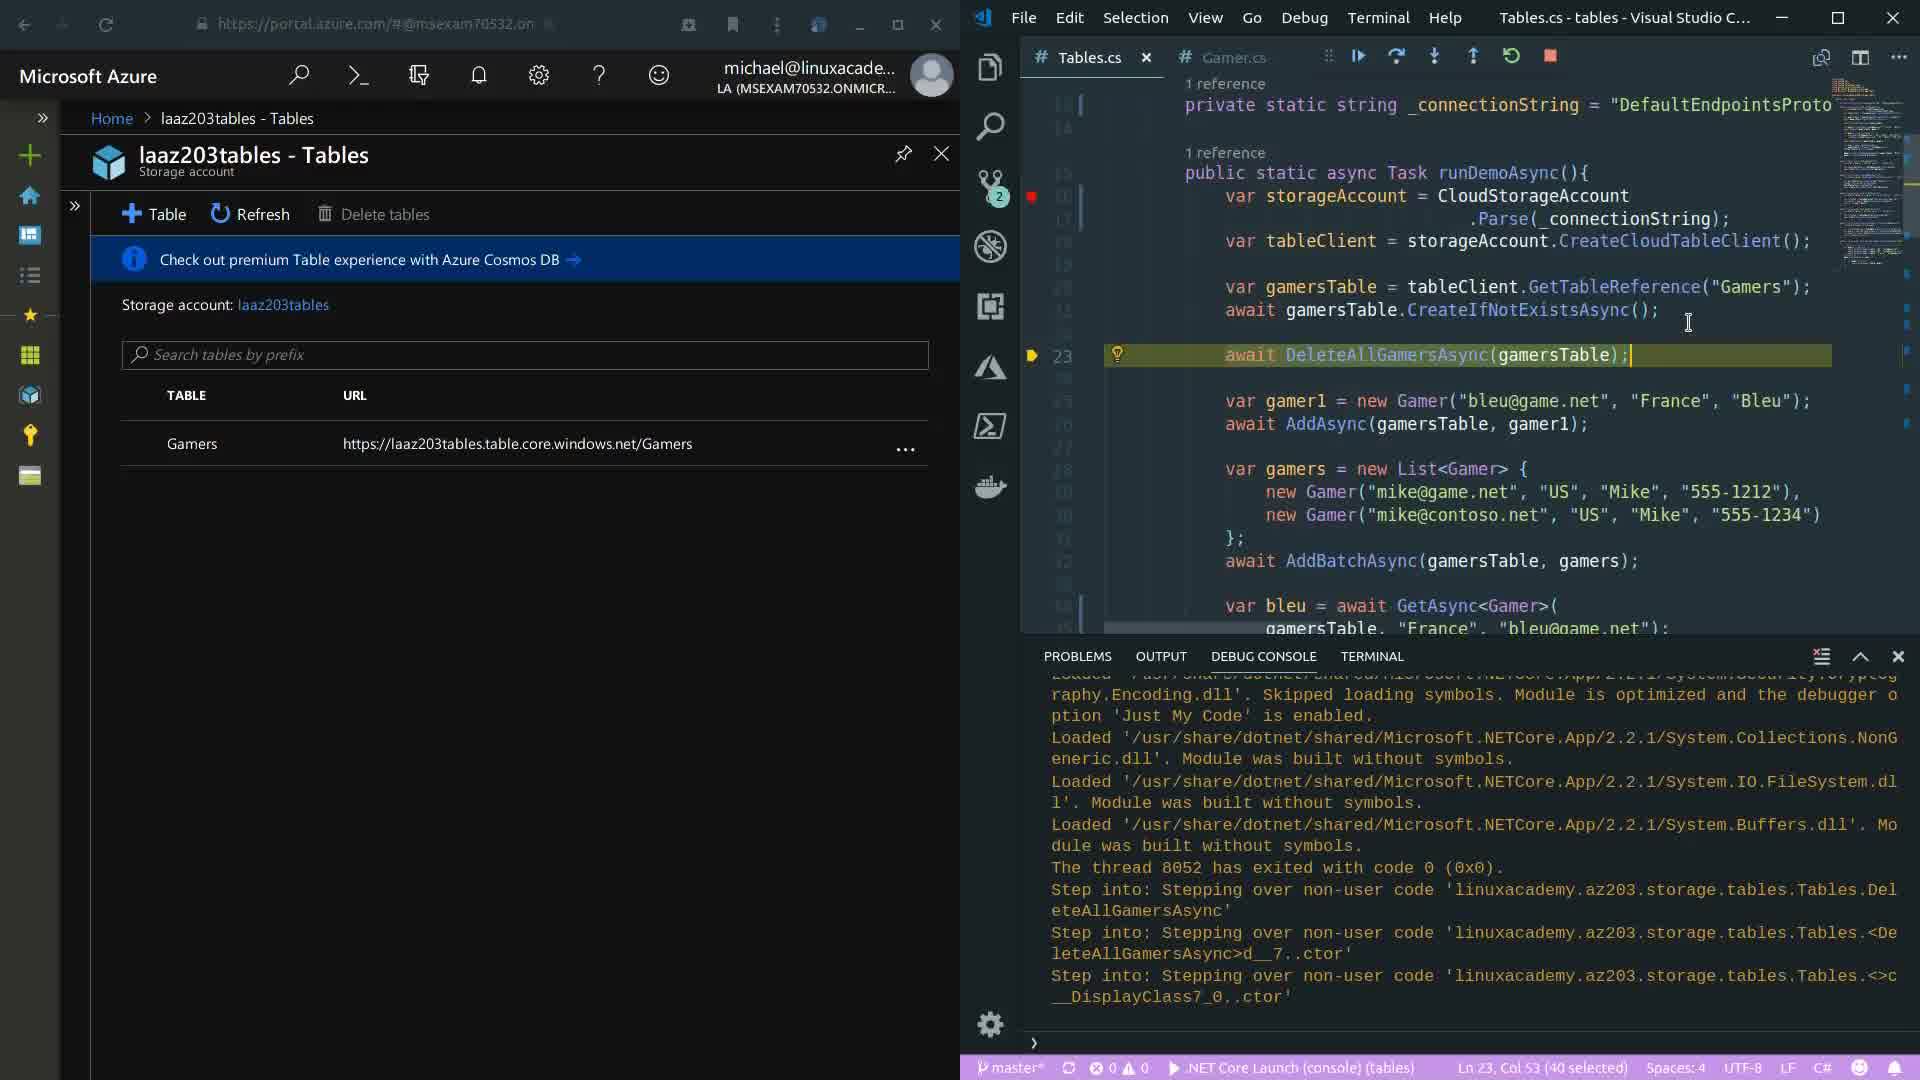 https://portal.azure.com/#@msexam70532.on
Microsoft Azure
michael@linuxacade...
LA (MSEXAM70532.ONMICR...
Home > laaz203tables - Tables
laaz203tables - Tables
Storage account
Table
Refresh
Delete tables
Check out premium Table experience with Azure Cosmos DB →
Storage account: laaz203tables
Search tables by prefix
TABLE
URL
Gamers
https://laaz203tables.table.core.windows.net/Gamers
...
File Edit Selection View Go Debug Terminal Help
Tables.cs - tables - Visual Studio C...
# Tables.cs
# Gamer.cs
2
1 reference
private static string _connectionString = "DefaultEndpointsProto
14
1 reference
public static async Task runDemoAsync(){
var storageAccount = CloudStorageAccount
.Parse(_connectionString);
var tableClient = storageAccount.CreateCloudTableClient();
var gamersTable = tableClient.GetTableReference("Gamers");
await gamersTable.CreateIfNotExistsAsync();
23 await DeleteAllGamersAsync(gamersTable);
25 var gamer1 = new Gamer("bleu@game.net", "France", "Bleu");
26 await AddAsync(gamersTable, gamer1);
27
28 var gamers = new List<Gamer> {
new Gamer("mike@game.net", "US", "Mike", "555-1212"),
new Gamer("mike@contoso.net", "US", "Mike", "555-1234")
};
await AddBatchAsync(gamersTable, gamers);
var bleu = await GetAsync<Gamer>(
gamersTable, "France", "bleu@game.net");
PROBLEMS OUTPUT DEBUG CONSOLE TERMINAL
raphy.Encoding.dll'. Skipped loading symbols. Module is optimized and the debugger o
ption 'Just My Code' is enabled.
Loaded '/usr/share/dotnet/shared/Microsoft.NETCore.App/2.2.1/System.Collections.NonG
eneric.dll'. Module was built without symbols.
Loaded '/usr/share/dotnet/shared/Microsoft.NETCore.App/2.2.1/System.IO.FileSystem.dl
l'. Module was built without symbols.
Loaded '/usr/share/dotnet/shared/Microsoft.NETCore.App/2.2.1/System.Buffers.dll'. Mo
dule was built without symbols.
The thread 8052 has exited with code 0 (0x0).
Step into: Stepping over non-user code 'linuxacademy.az203.storage.tables.Tables.Del
eteAllGamersAsync'
Step into: Stepping over non-user code 'linuxacademy.az203.storage.tables.Tables.<De
leteAllGamersAsync>d__7..ctor'
Step into: Stepping over non-user code 'linuxacademy.az203.storage.tables.Tables.<>c
__DisplayClass7_0..ctor'
master* 0 0 .NET Core Launch (console) (tables) Ln 23, Col 53 (40 selected) Spaces: 4 UTF-8 LF C#